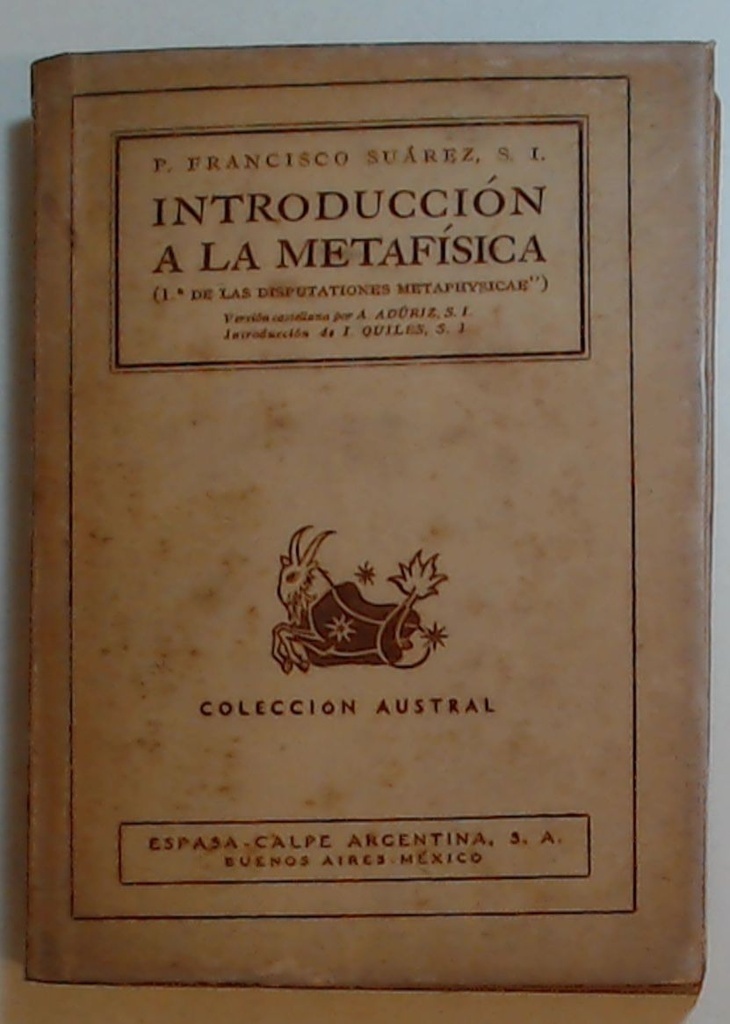 P. FRANCISCO SUÁREZ, S. I.
INTRODUCCIÓN
A LA METAFÍSICA
(1.ª DE LAS DISPUTATIONES METAPHYSICAE")
Versión castellana por A. ADÚRIZ, S. I.
Introducción de I. QUILES, S. I.
COLECCIÓN AUSTRAL
ESPASA-CALPE ARGENTINA, S. A.
BUENOS AIRES-MÉXICO